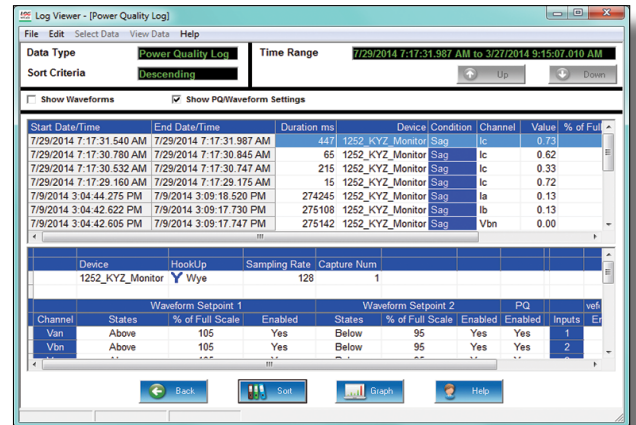 Log Viewer - [Power Quality Log]
File Edit Select Data View Data Help
Data Type Power Quality Log Time Range 7/29/2014 7:17:31.987 AM to 3/27/2014 9:15:07.010 AM
Sort Criteria Descending Up Down
Show Waveforms Show PQ/Waveform Settings
Start Date/Time End Date/Time Duration ms Device Condition Channel Value % of Full
7/29/2014 7:17:31.540 AM 7/29/2014 7:17:31.987 AM 447 1252_KYZ_Monitor Sag Ic 0.73
7/29/2014 7:17:30.780 AM 7/29/2014 7:17:30.845 AM 65 1252_KYZ_Monitor Sag Ic 0.62
7/29/2014 7:17:30.532 AM 7/29/2014 7:17:30.747 AM 215 1252_KYZ_Monitor Sag Ic 0.33
7/29/2014 7:17:29.160 AM 7/29/2014 7:17:29.175 AM 15 1252_KYZ_Monitor Sag Ic 0.72
7/9/2014 3:04:44.275 PM 7/9/2014 3:09:18.520 PM 274245 1252_KYZ_Monitor Sag Ia 0.13
7/9/2014 3:04:42.622 PM 7/9/2014 3:09:17.730 PM 275108 1252_KYZ_Monitor Sag Ib 0.13
7/9/2014 3:04:42.605 PM 7/9/2014 3:09:17.747 PM 275142 1252_KYZ_Monitor Sag Vbn 0.00
Device HookUp Sampling Rate Capture Num
1252_KYZ_Monitor Wye 128 1
Waveform Setpoint 1 Waveform Setpoint 2 PQ
Channel States % of Full Scale Enabled States % of Full Scale Enabled Enabled Inputs
Van Above 105 Yes Below 95 Yes Yes 1
Vbn Above 105 Yes Below 95 Yes Yes 2
Back Sort Graph Help